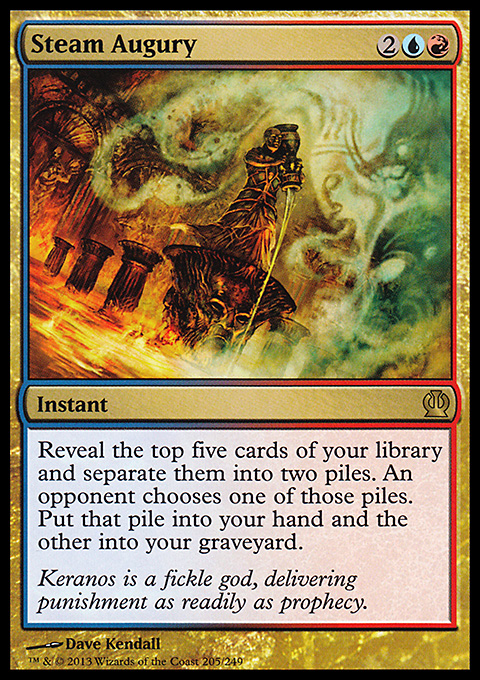 Steam Augury 2
Instant
Reveal the top five cards of your library
and separate them into two piles. An
opponent chooses one of those piles.
Put that pile into your hand and the
other into your graveyard.
Keranos is a fickle god, delivering
punishment as readily as prophecy.
Dave Kendall
™ & © 2013 Wizards of the Coast 205/249